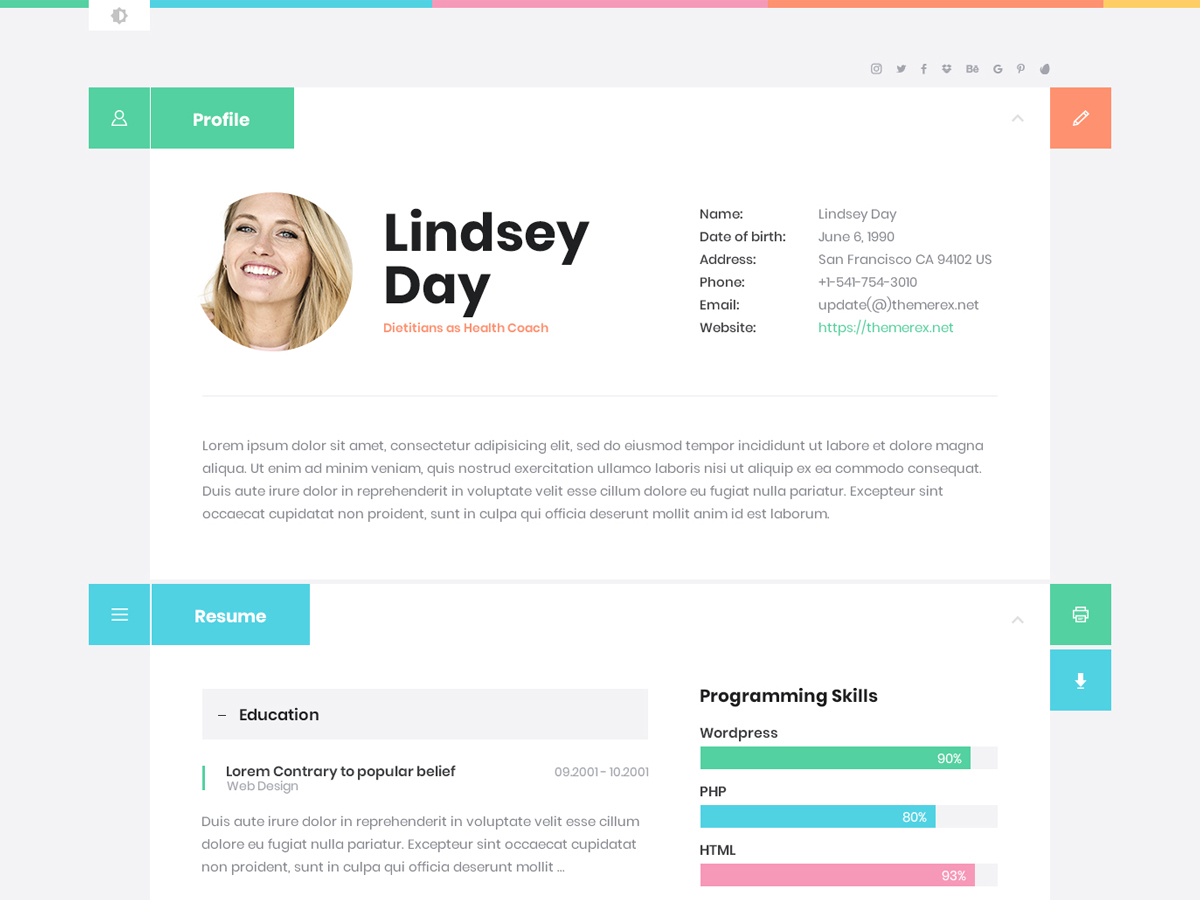 Bē
G
Profile
Lindsey
Day
Dietitians as Health Coach
Name: Lindsey Day
Date of birth: June 6, 1990
Address: San Francisco CA 94102 US
Phone: +1-541-754-3010
Email: update(@)themerex.net
Website: https://themerex.net
Lorem ipsum dolor sit amet, consectetur adipisicing elit, sed do eiusmod tempor incididunt ut labore et dolore magna
aliqua. Ut enim ad minim veniam, quis nostrud exercitation ullamco laboris nisi ut aliquip ex ea commodo consequat.
Duis aute irure dolor in reprehenderit in voluptate velit esse cillum dolore eu fugiat nulla pariatur. Excepteur sint
occaecat cupidatat non proident, sunt in culpa qui officia deserunt mollit anim id est laborum.
Resume
– Education
Lorem Contrary to popular belief 09.2001 - 10.2001
Web Design
Duis aute irure dolor in reprehenderit in voluptate velit esse cillum
dolore eu fugiat nulla pariatur. Excepteur sint occaecat cupidatat
non proident, sunt in culpa qui officia deserunt mollit ...
Programming Skills
Wordpress
90%
PHP
80%
HTML
93%